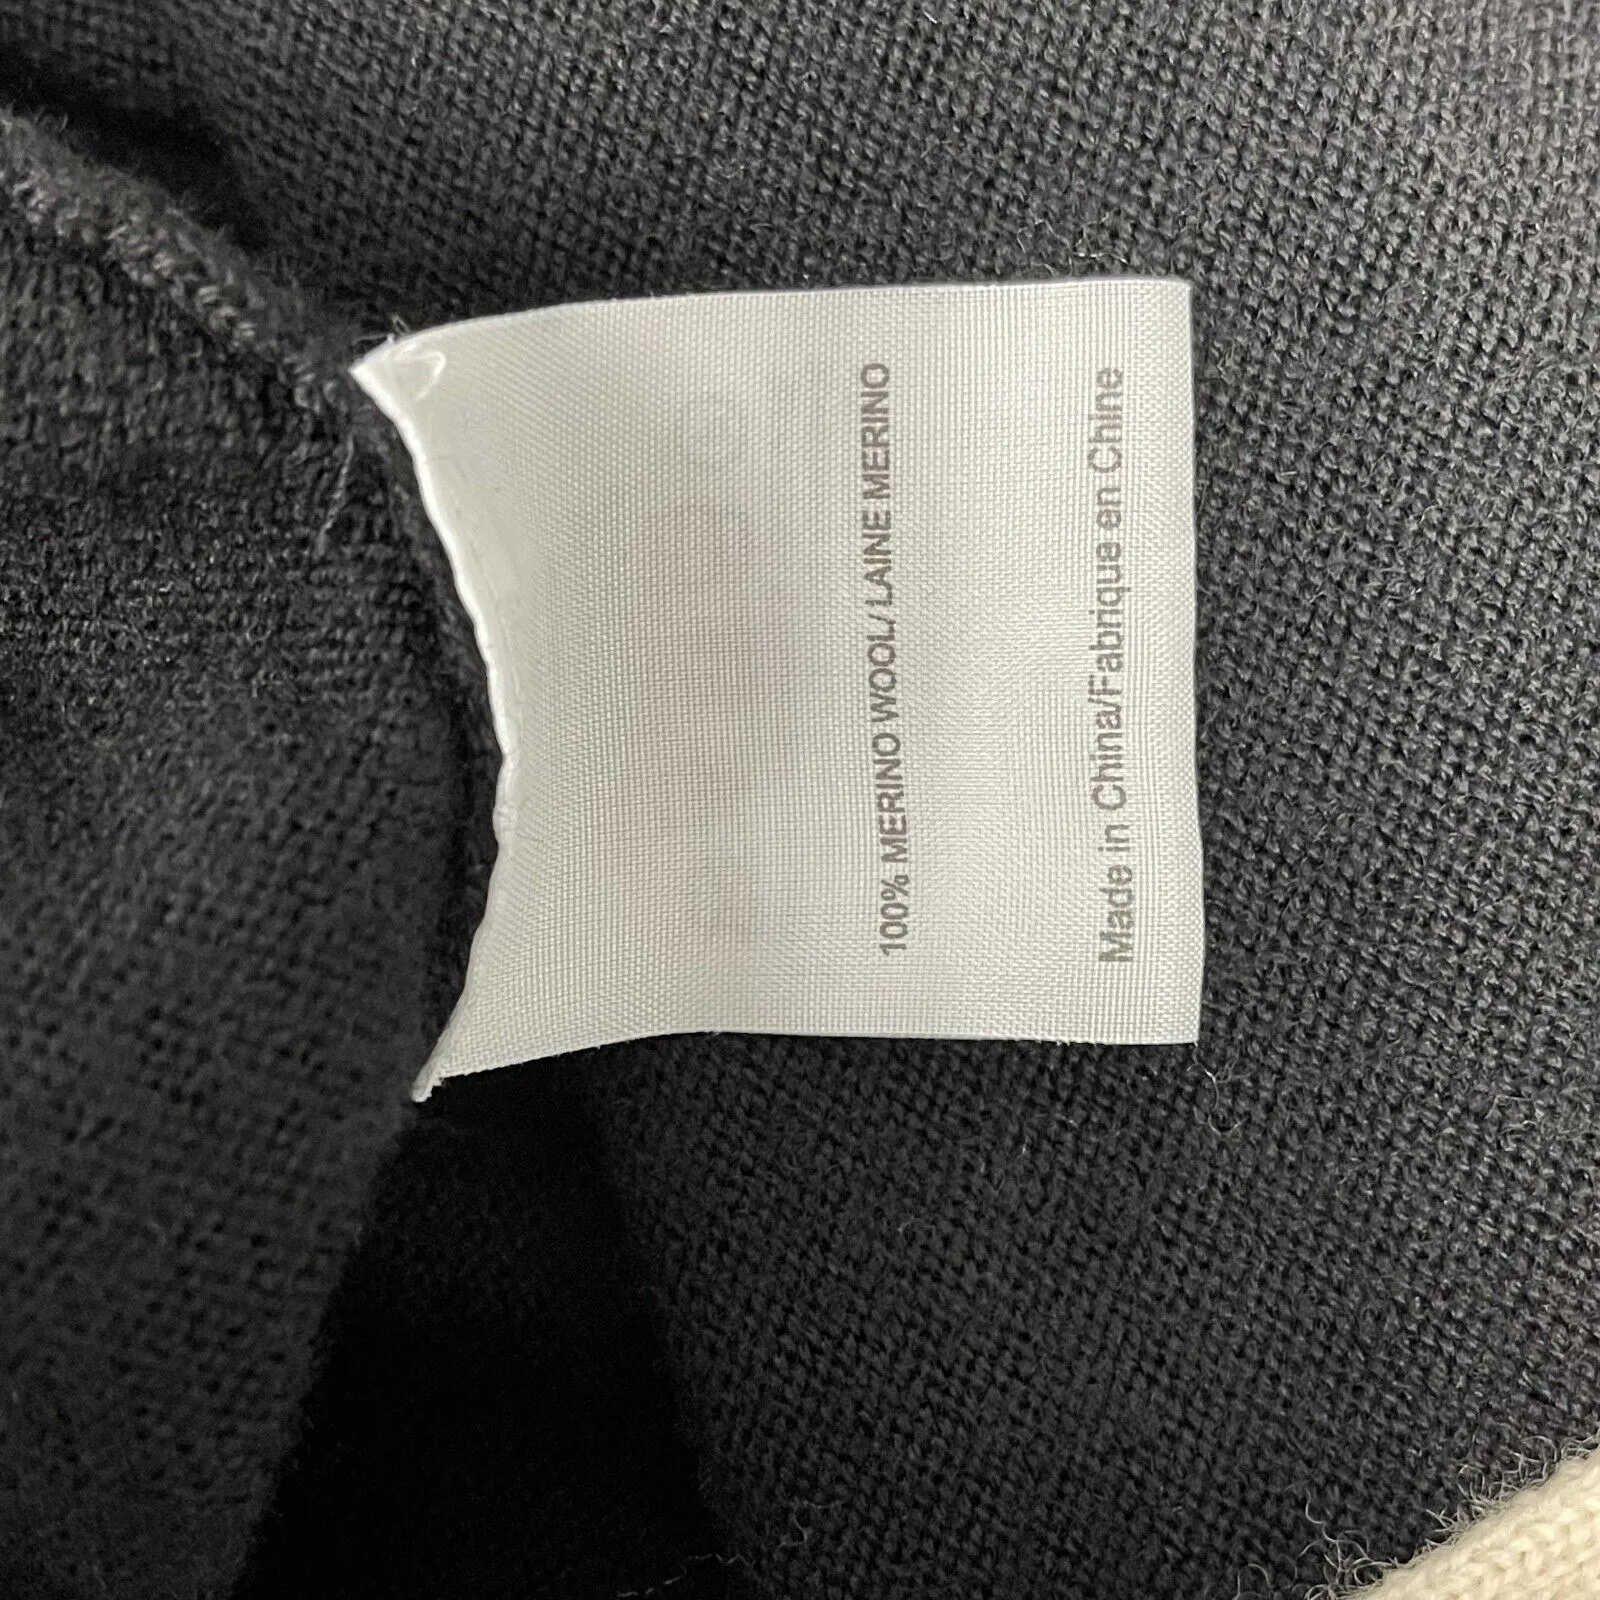 100% MERINO WOOL/ LAINE MERINO
Made in China/Fabrique en Chine